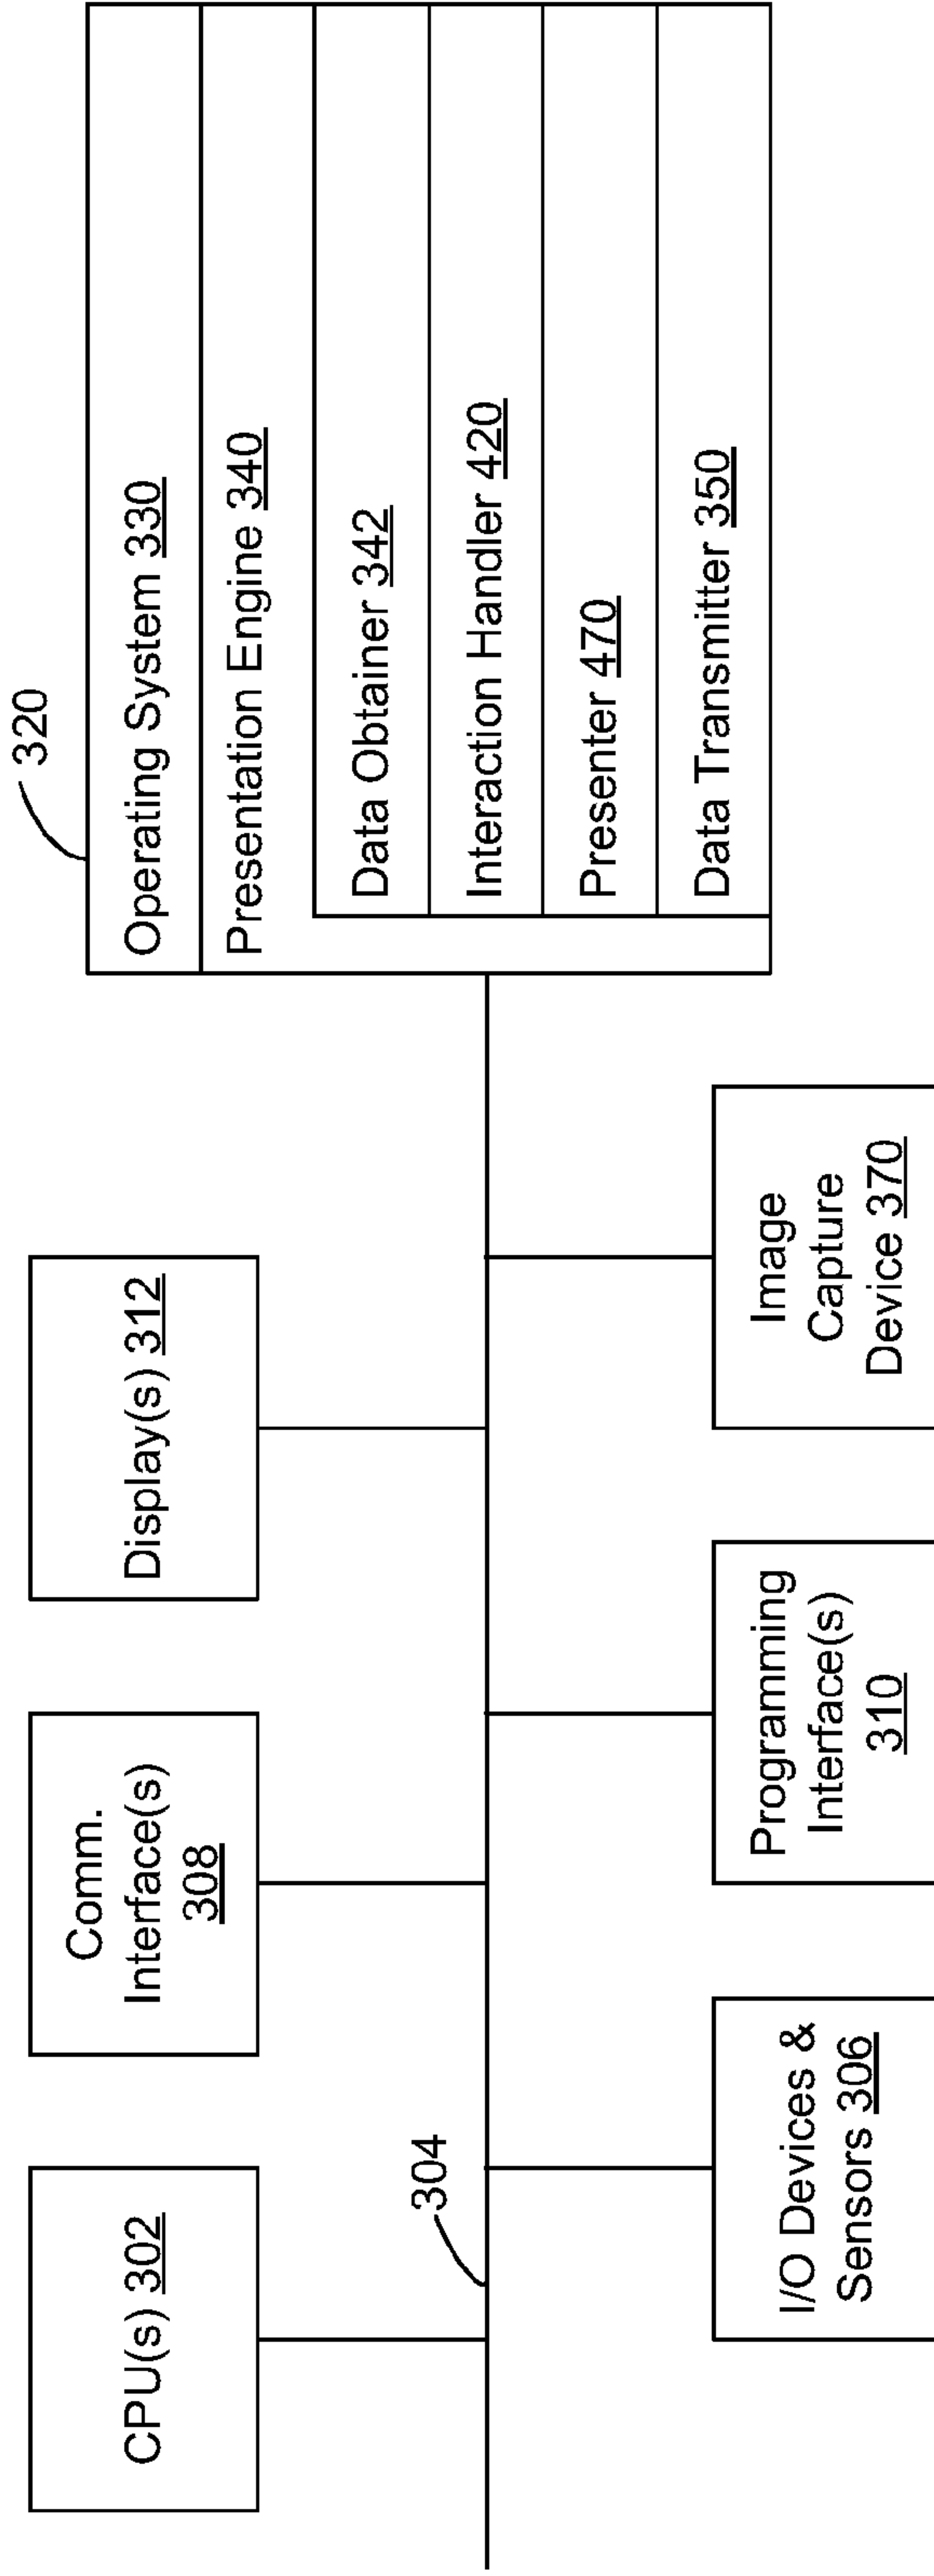 CPU(s) 302
Comm.
Interface(s)
308
Display(s) 312
304
I/O Devices &
Sensors 306
Programming
Interface(s)
310
Image
Capture
Device 370
320
Operating System 330
Presentation Engine 340
Data Obtainer 342
Interaction Handler 420
Presenter 470
Data Transmitter 350